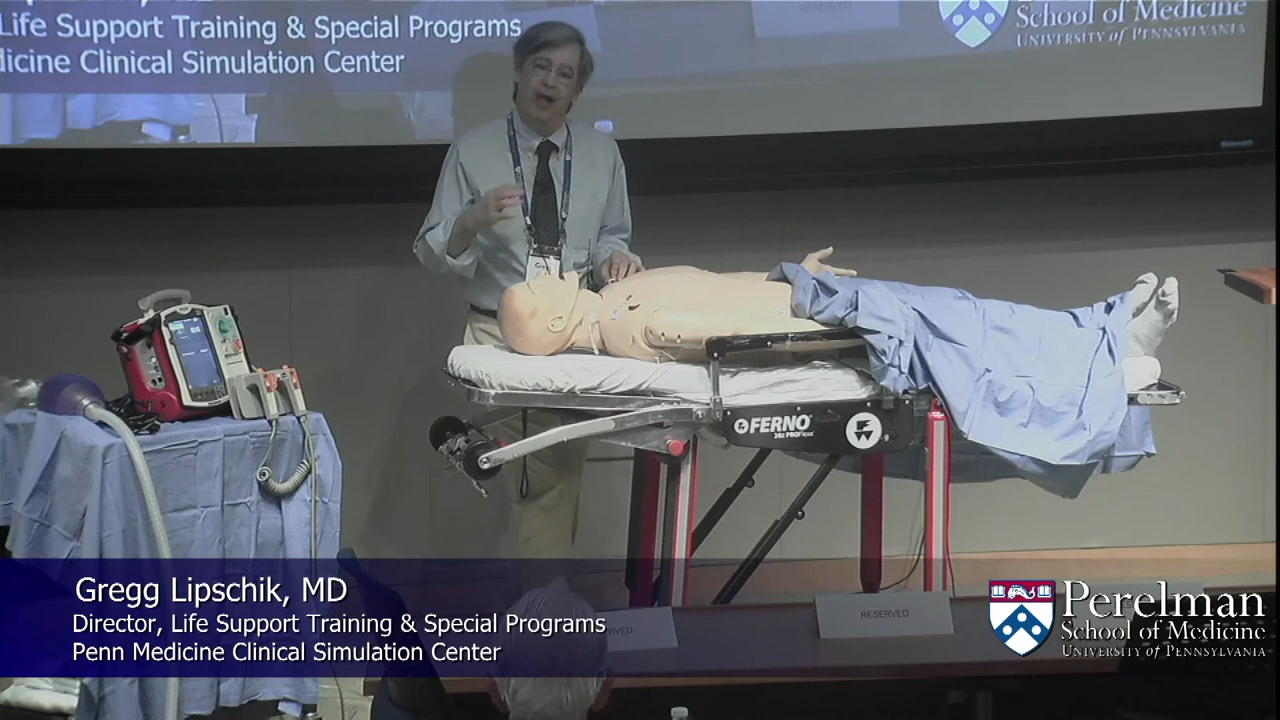 Life Support Training & Special Programs
dicine Clinical Simulation Center
RESERVED
School of Medicine
UNIVERSITY of PENNSYLVANIA
FERNO
RVED
RESERVED
Gregg Lipschik, MD
Director, Life Support Training & Special Programs
Penn Medicine Clinical Simulation Center
Perelman
School of Medicine
UNIVERSITY of PENNSYLVANIA